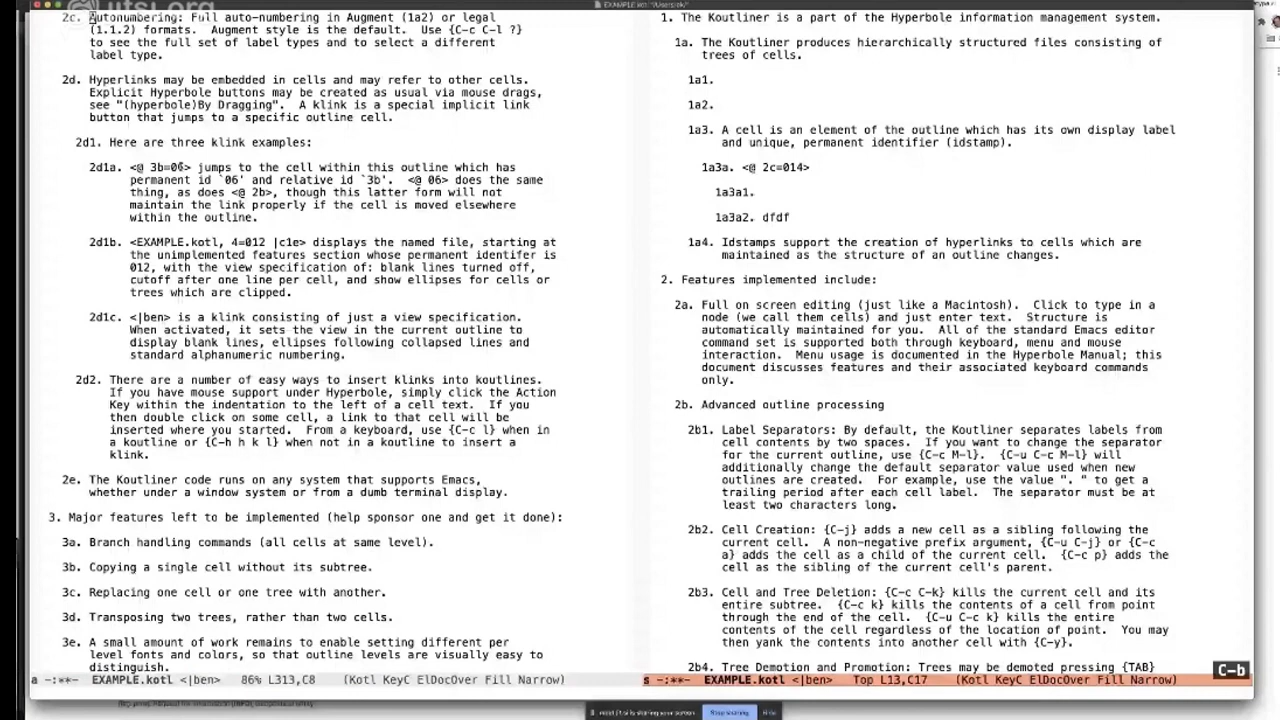 utsi.org
EXAMPLE.kotl
2c. Autonumbering: Full auto-numbering in Augment (1a2) or legal
(1.1.2) formats.  Augment style is the default.  Use {C-c C-l ?}
to see the full set of label types and to select a different
label type.
2d. Hyperlinks may be embedded in cells and may refer to other cells.
Explicit Hyperbole buttons may be created as usual via mouse drags,
see "(hyperbole)By Dragging".  A klink is a special implicit link
button that jumps to a specific outline cell.
2d1. Here are three klink examples:
2d1a. <@ 3b=06> jumps to the cell within this outline which has
permanent id `06' and relative id `3b'.  <@ 06> does the same
thing, as does <@ 2b>, though this latter form will not
maintain the link properly if the cell is moved elsewhere
within the outline.
2d1b. <EXAMPLE.kotl, 4=012 |c1e> displays the named file, starting at
the unimplemented features section whose permanent identifer is
012, with the view specification of: blank lines turned off,
cutoff after one line per cell, and show ellipses for cells or
trees which are clipped.
2d1c. <|ben> is a klink consisting of just a view specification.
When activated, it sets the view in the current outline to
display blank lines, ellipses following collapsed lines and
standard alphanumeric numbering.
2d2. There are a number of easy ways to insert klinks into koutlines.
If you have mouse support under Hyperbole, simply click the Action
Key within the indentation to the left of a cell text.  If you
then double click on some cell, a link to that cell will be
inserted where you started.  From a keyboard, use {C-c l} when in
a koutline or {C-h h k l} when not in a koutline to insert a
klink.
2e. The Koutliner code runs on any system that supports Emacs,
whether under a window system or from a dumb terminal display.
3. Major features left to be implemented (help sponsor one and get it done):
3a. Branch handling commands (all cells at same level).
3b. Copying a single cell without its subtree.
3c. Replacing one cell or one tree with another.
3d. Transposing two trees, rather than two cells.
3e. A small amount of work remains to enable setting different per
level fonts and colors, so that outline levels are visually easy to
distinguish.
a -:**-  EXAMPLE.kotl <|ben>   86% L313,C8    (Kotl KeyC ElDocOver Fill Narrow)
1. The Koutliner is a part of the Hyperbole information management system.
1a. The Koutliner produces hierarchically structured files consisting of
trees of cells.
1a1.
1a2.
1a3. A cell is an element of the outline which has its own display label
and unique, permanent identifier (idstamp).
1a3a. <@ 2c=014>
1a3a1.
1a3a2. dfdf
1a4. Idstamps support the creation of hyperlinks to cells which are
maintained as the structure of an outline changes.
2. Features implemented include:
2a. Full on screen editing (just like a Macintosh).  Click to type in a
node (we call them cells) and just enter text.  Structure is
automatically maintained for you.  All of the standard Emacs editor
command set is supported both through keyboard, menu and mouse
interaction.  Menu usage is documented in the Hyperbole Manual; this
document discusses features and their associated keyboard commands
only.
2b. Advanced outline processing
2b1. Label Separators: By default, the Koutliner separates labels from
cell contents by two spaces.  If you want to change the separator
for the current outline, use {C-c M-l}.  {C-u C-c M-l} will
additionally change the default separator value used when new
outlines are created.  For example, use the value ". " to get a
trailing period after each cell label.  The separator must be at
least two characters long.
2b2. Cell Creation: {C-j} adds a new cell as a sibling following the
current cell.  A non-negative prefix argument, {C-u C-j} or {C-c
a} adds the cell as a child of the current cell.  {C-c p} adds the
cell as the sibling of the current cell's parent.
2b3. Cell and Tree Deletion: {C-c C-k} kills the current cell and its
entire subtree.  {C-c k} kills the contents of a cell from point
through the end of the cell.  {C-u C-c k} kills the entire
contents of the cell regardless of the location of point.  You may
then yank the contents into another cell with {C-y}.
2b4. Tree Demotion and Promotion: Trees may be demoted pressing {TAB}
C-b
s -:**-  EXAMPLE.kotl <|ben>   Top L13,C17    (Kotl KeyC ElDocOver Fill Narrow)
is sharing your screen.
Stop sharing
Hide